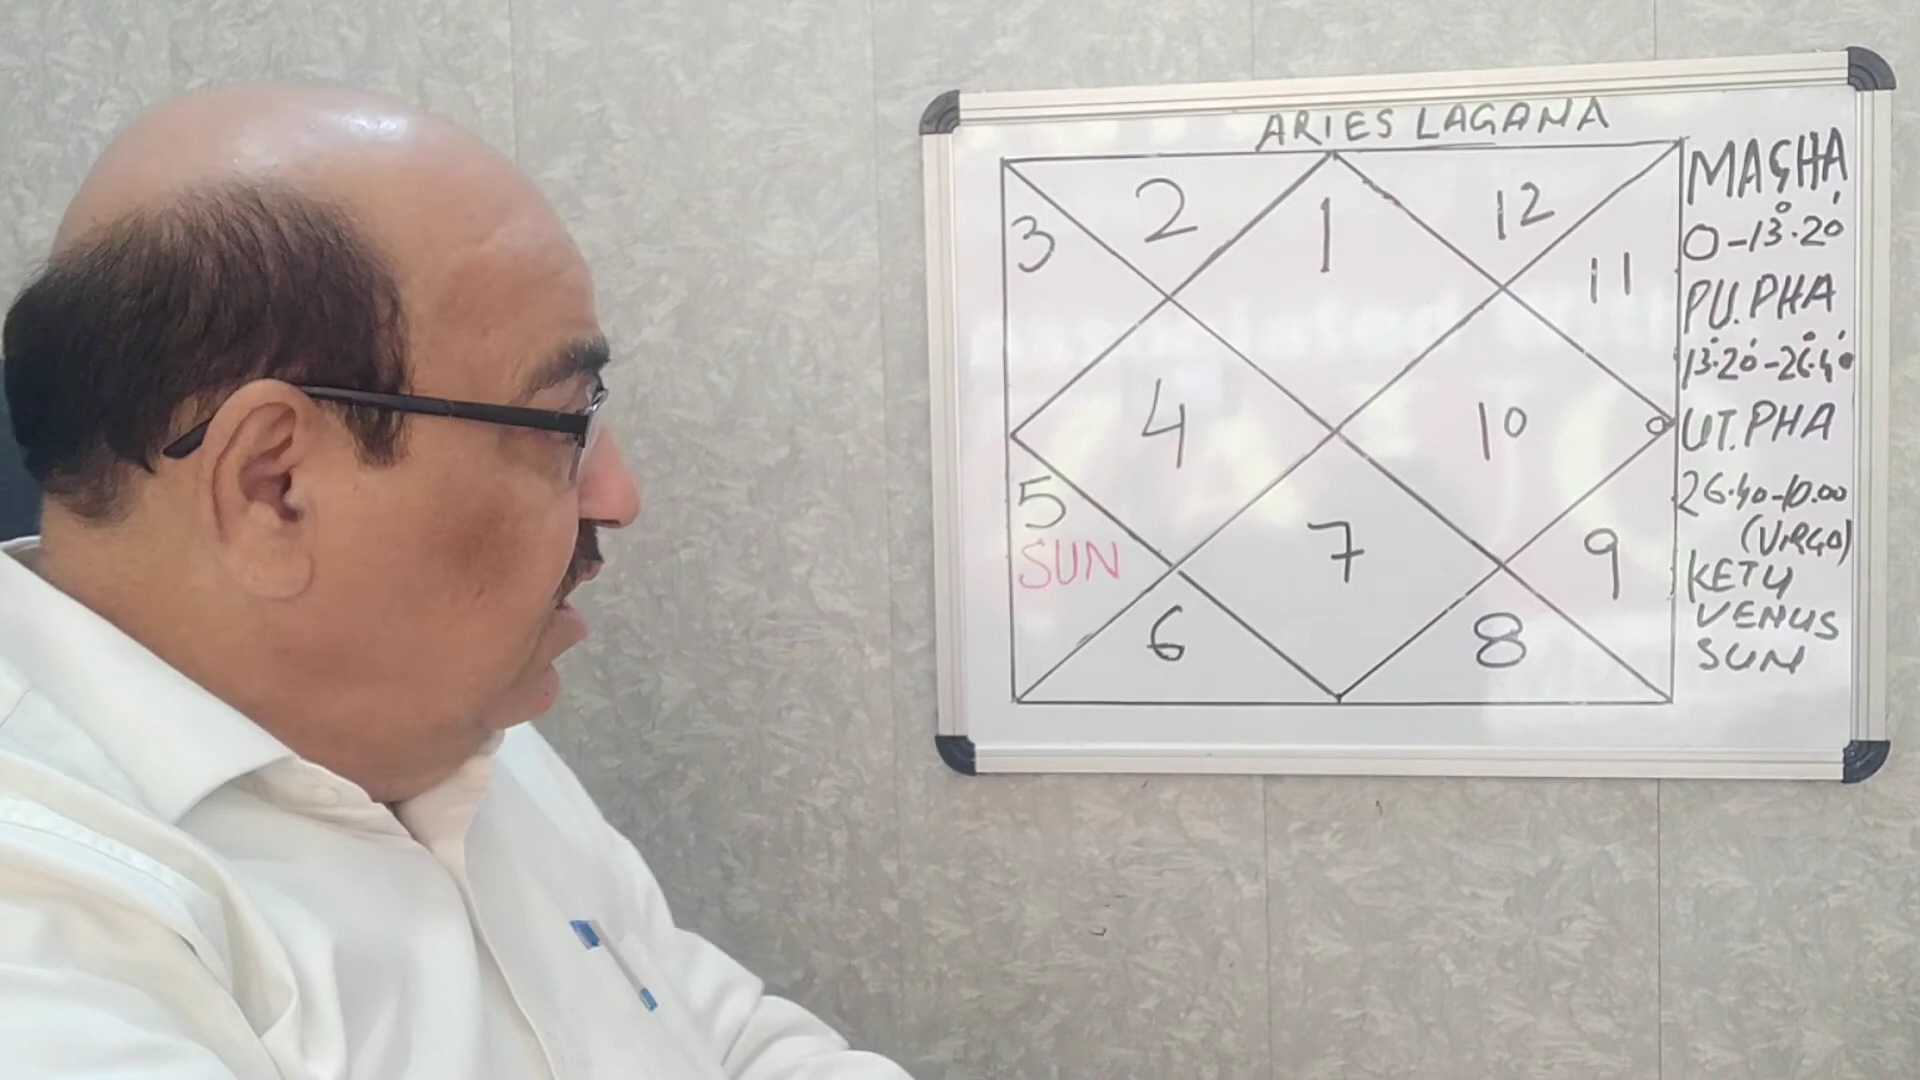 ARIES LAGANA
2
1
12
3
11
4
10
5
SUN
7
9
6
8
MAGHA
0-13°.20'
PU.PHA
13°.20'-26°.40'
UT.PHA
26.40-10.00
(VIRGO)
KETU
VENUS
SUN